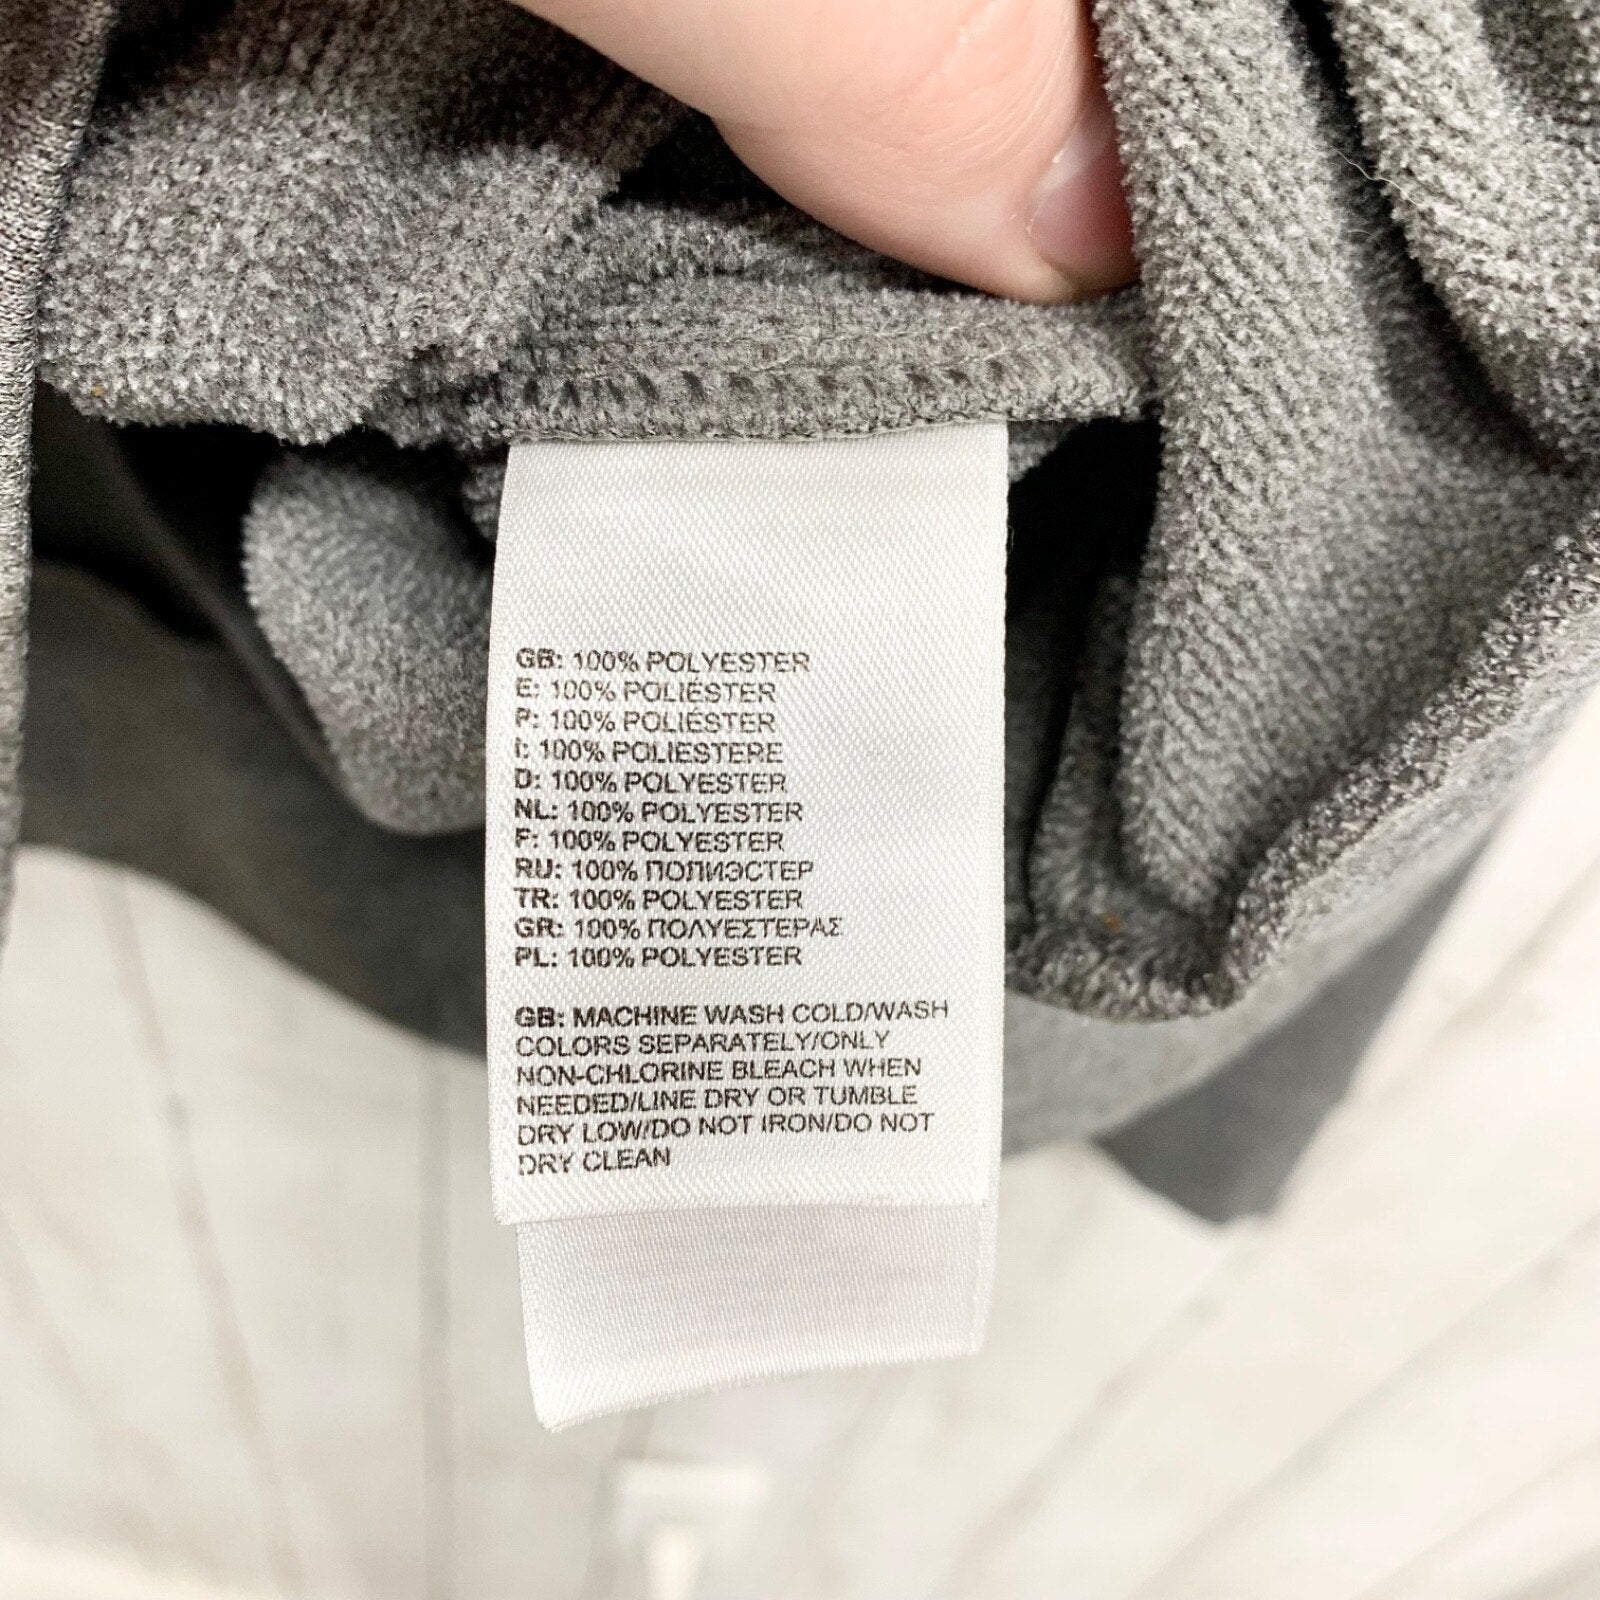 GB: 100% POLYESTER
E: 100% POLIÉSTER
P: 100% POLIÉSTER
I: 100% POLIESTERE
D: 100% POLYESTER
NL: 100% POLYESTER
F: 100% POLYESTER
RU: 100% ПОЛИЭСТЕР
TR: 100% POLYESTER
GR: 100% ΠΟΛΥΕΣΤΕΡΑΣ
PL: 100% POLYESTER
GB: MACHINE WASH COLD/WASH
COLORS SEPARATELY/ONLY
NON-CHLORINE BLEACH WHEN
NEEDED/LINE DRY OR TUMBLE
DRY LOW/DO NOT IRON/DO NOT
DRY CLEAN